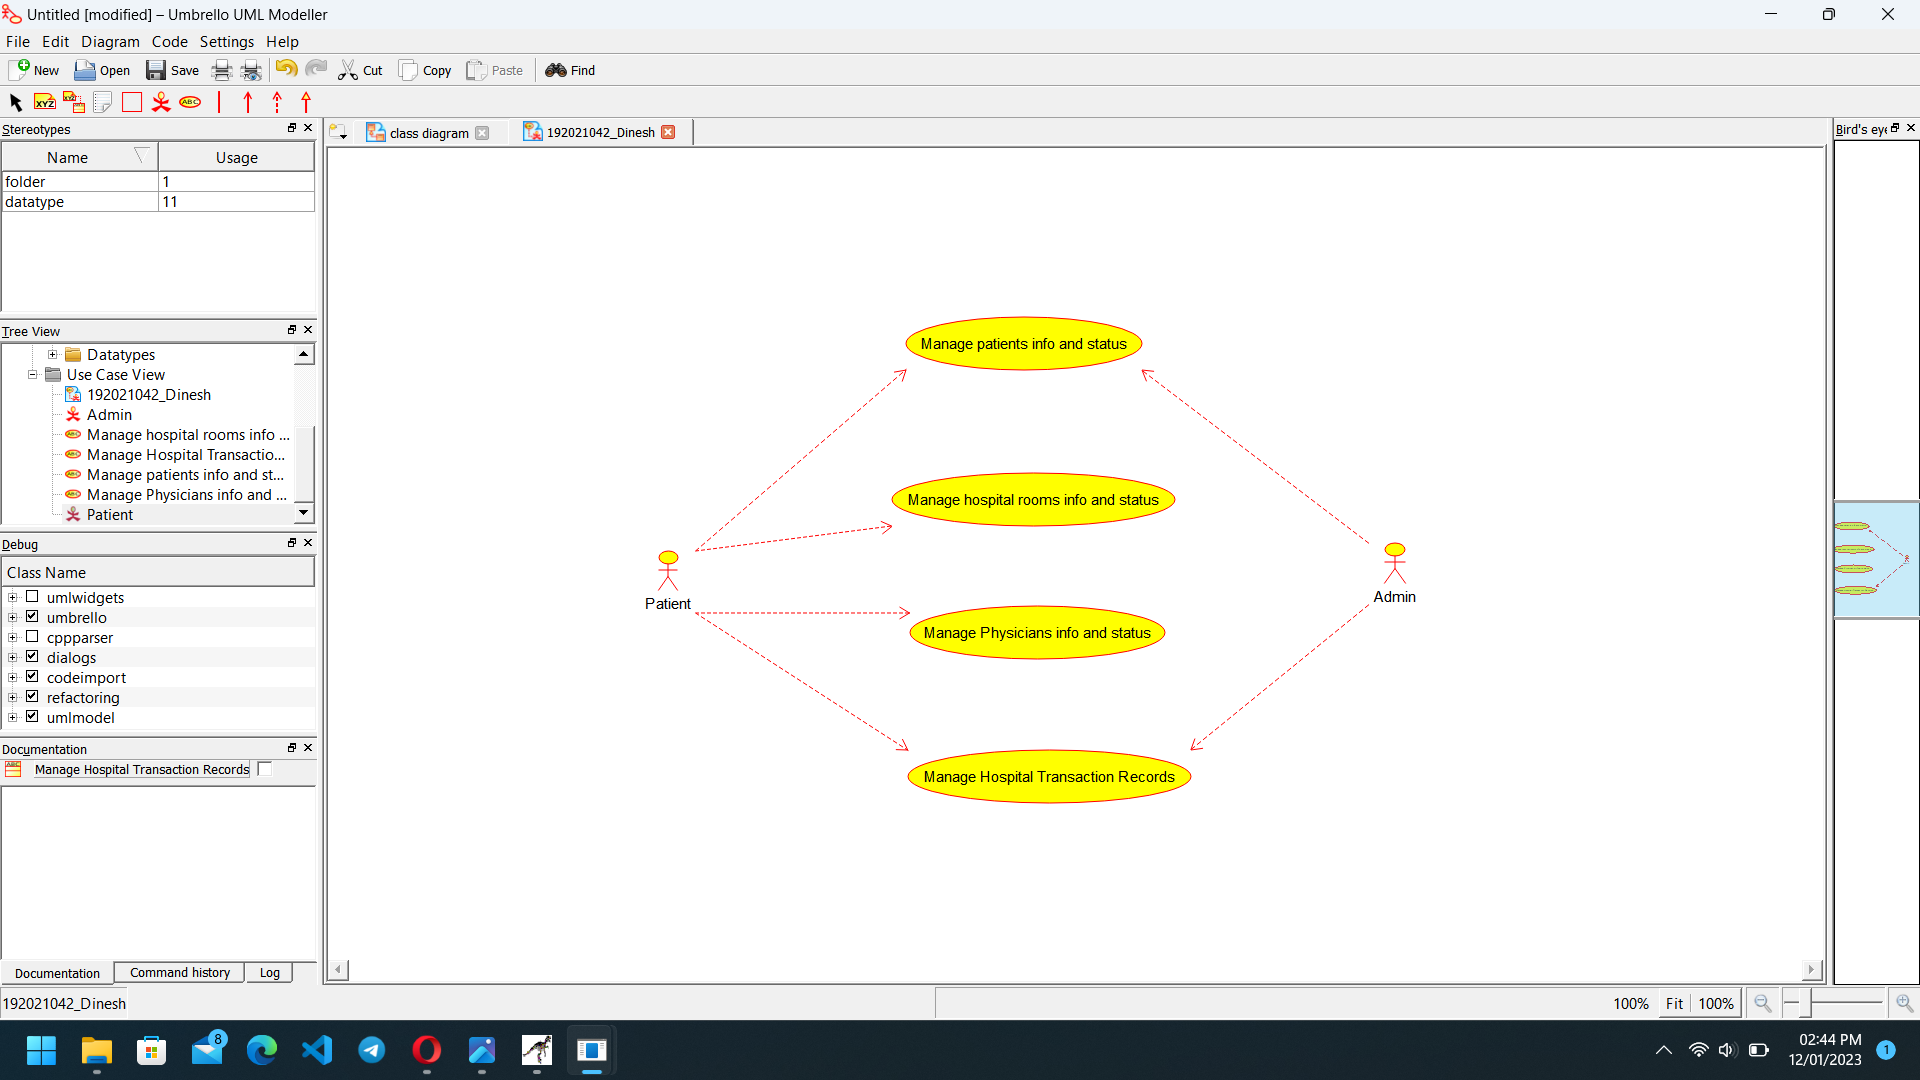 Untitled [modified] – Umbrello UML Modeller
File Edit Diagram Code Settings Help
New Open Save Cut Copy Paste Find
XYZ XYZ ABC
Stereotypes
Name Usage
folder 1
datatype 11
Tree View
Datatypes
Use Case View
192021042_Dinesh
Admin
Manage hospital rooms info ...
Manage Hospital Transactio...
Manage patients info and st...
Manage Physicians info and ...
Patient
Debug
Class Name
umlwidgets
umbrello
cppparser
dialogs
codeimport
refactoring
umlmodel
Documentation
Manage Hospital Transaction Records
Documentation Command history Log
192021042_Dinesh
class diagram 192021042_Dinesh
Manage patients info and status
Manage hospital rooms info and status
Manage Physicians info and status
Manage Hospital Transaction Records
Patient
Admin
Bird's eye
100% Fit 100%
8
02:44 PM
12/01/2023
1